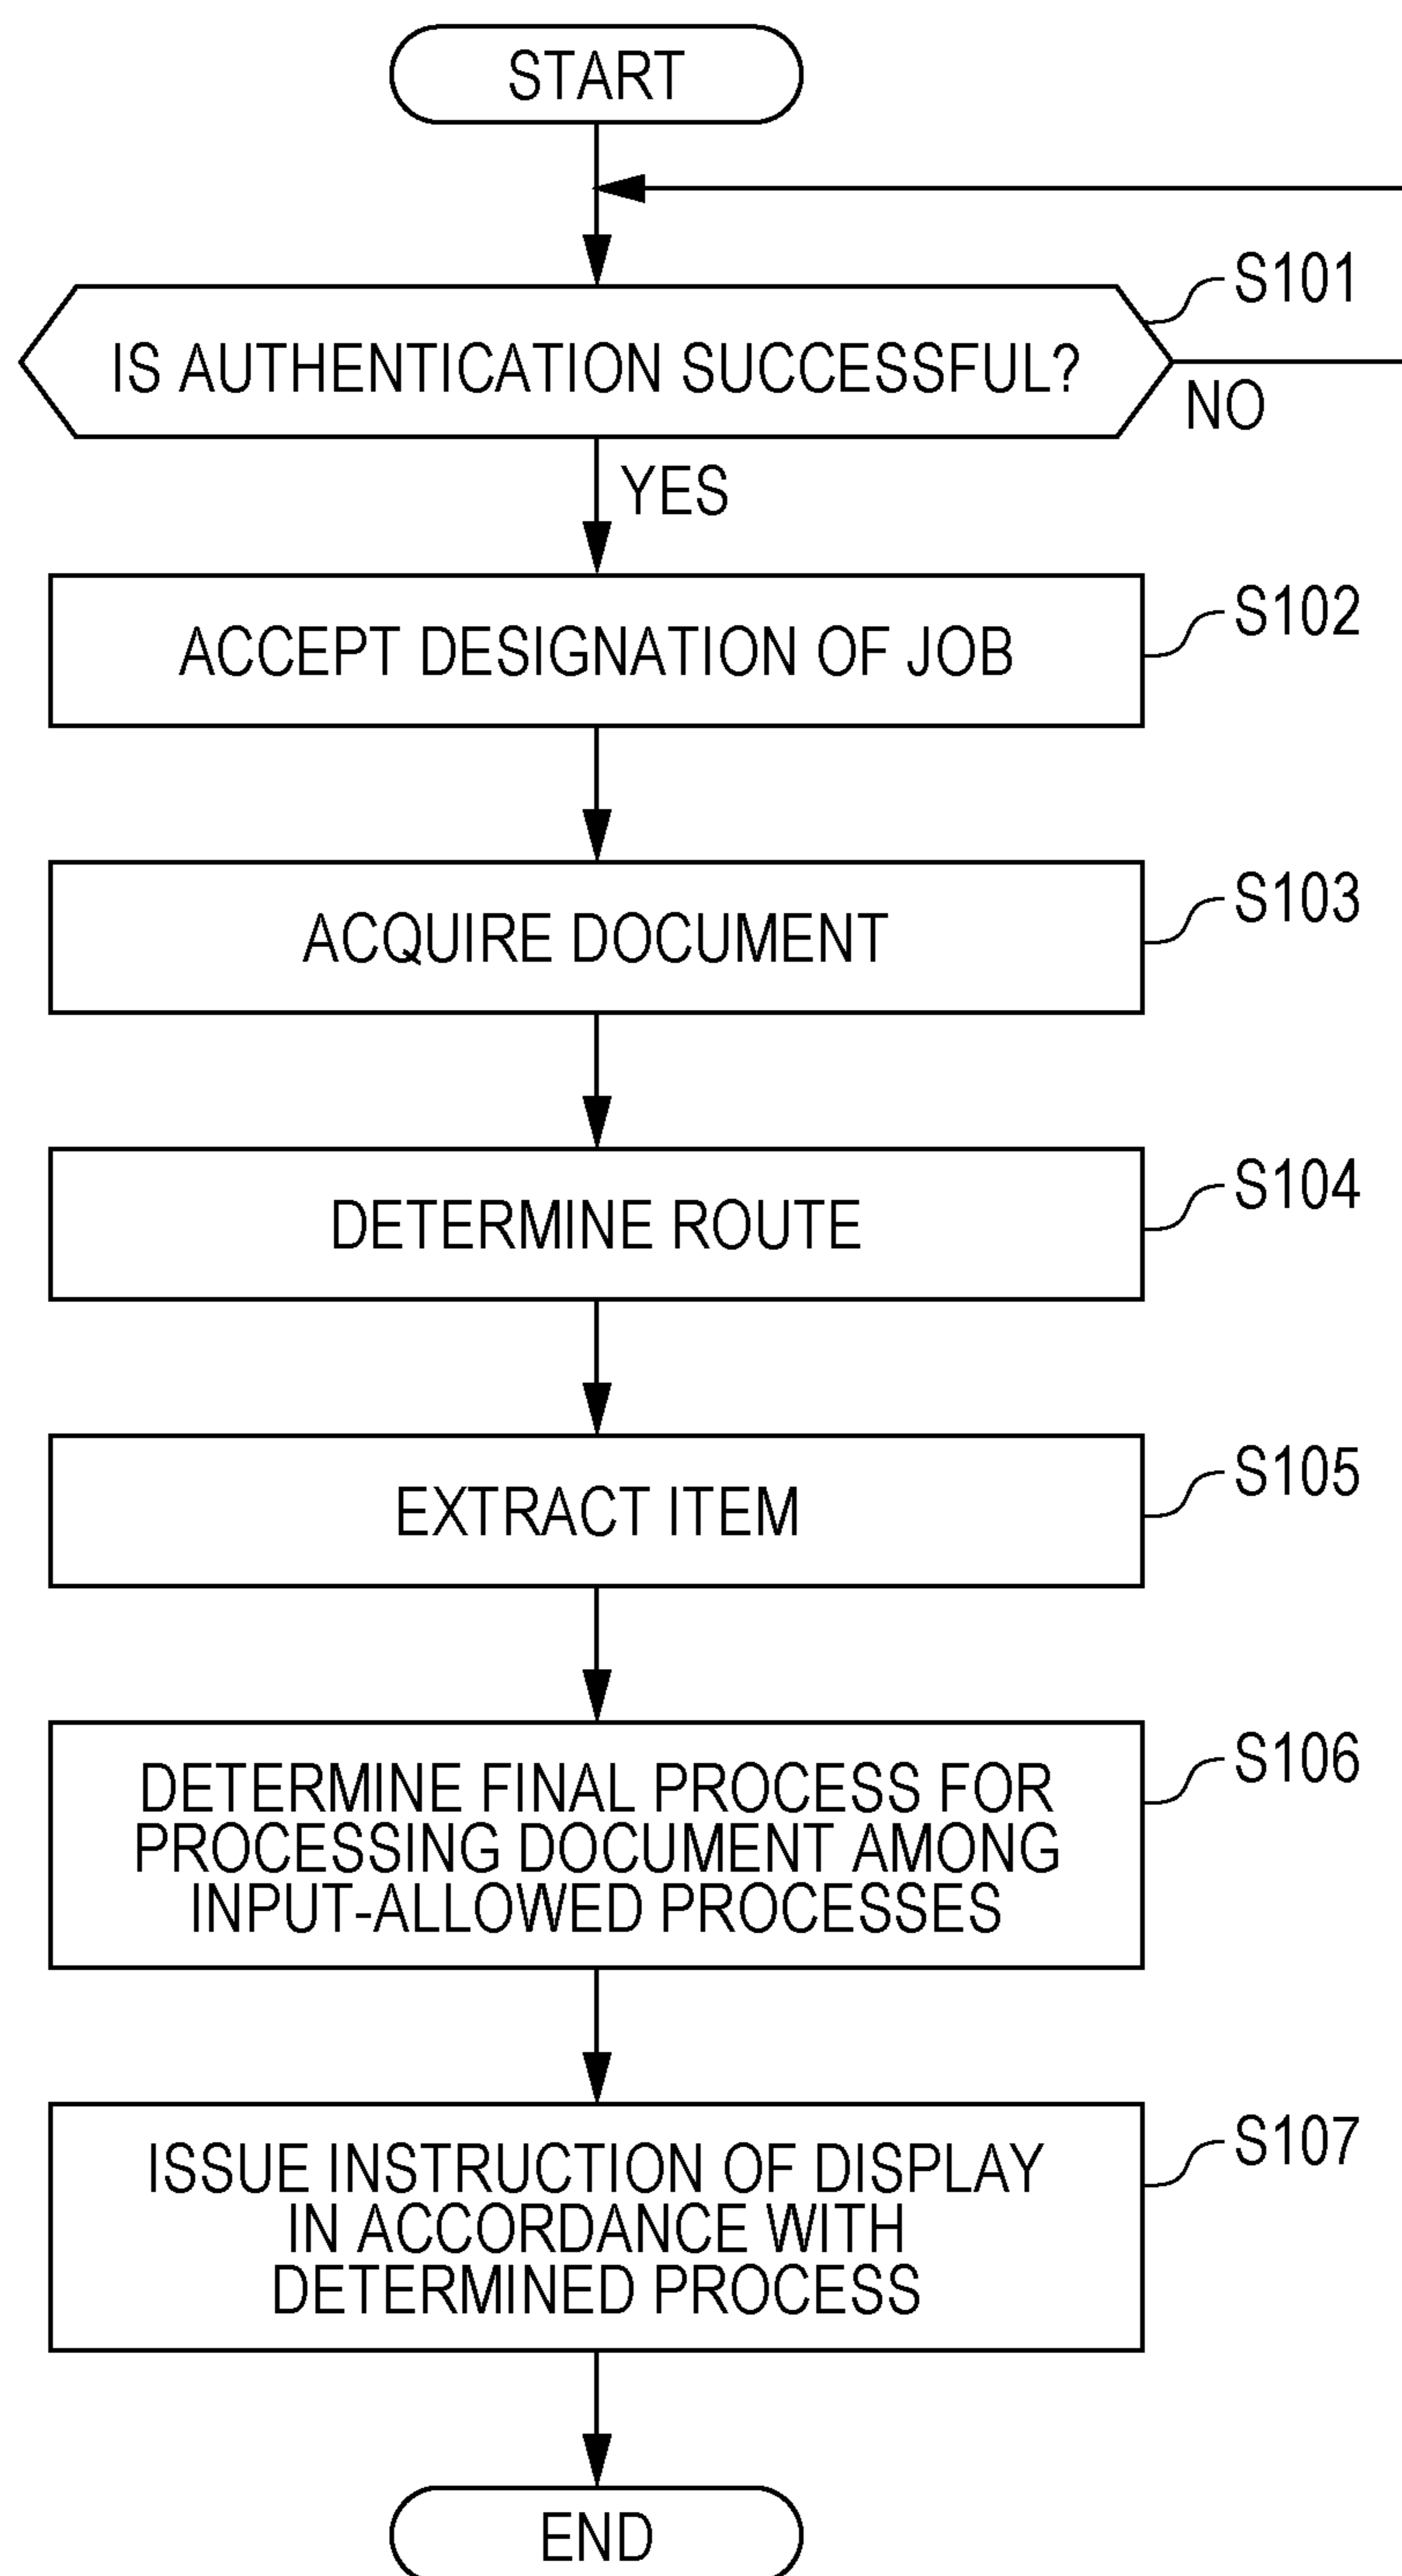 START
S101
IS AUTHENTICATION SUCCESSFUL?
NO
YES
S102
ACCEPT DESIGNATION OF JOB
S103
ACQUIRE DOCUMENT
S104
DETERMINE ROUTE
S105
EXTRACT ITEM
S106
DETERMINE FINAL PROCESS FOR
PROCESSING DOCUMENT AMONG
INPUT-ALLOWED PROCESSES
S107
ISSUE INSTRUCTION OF DISPLAY
IN ACCORDANCE WITH
DETERMINED PROCESS
END